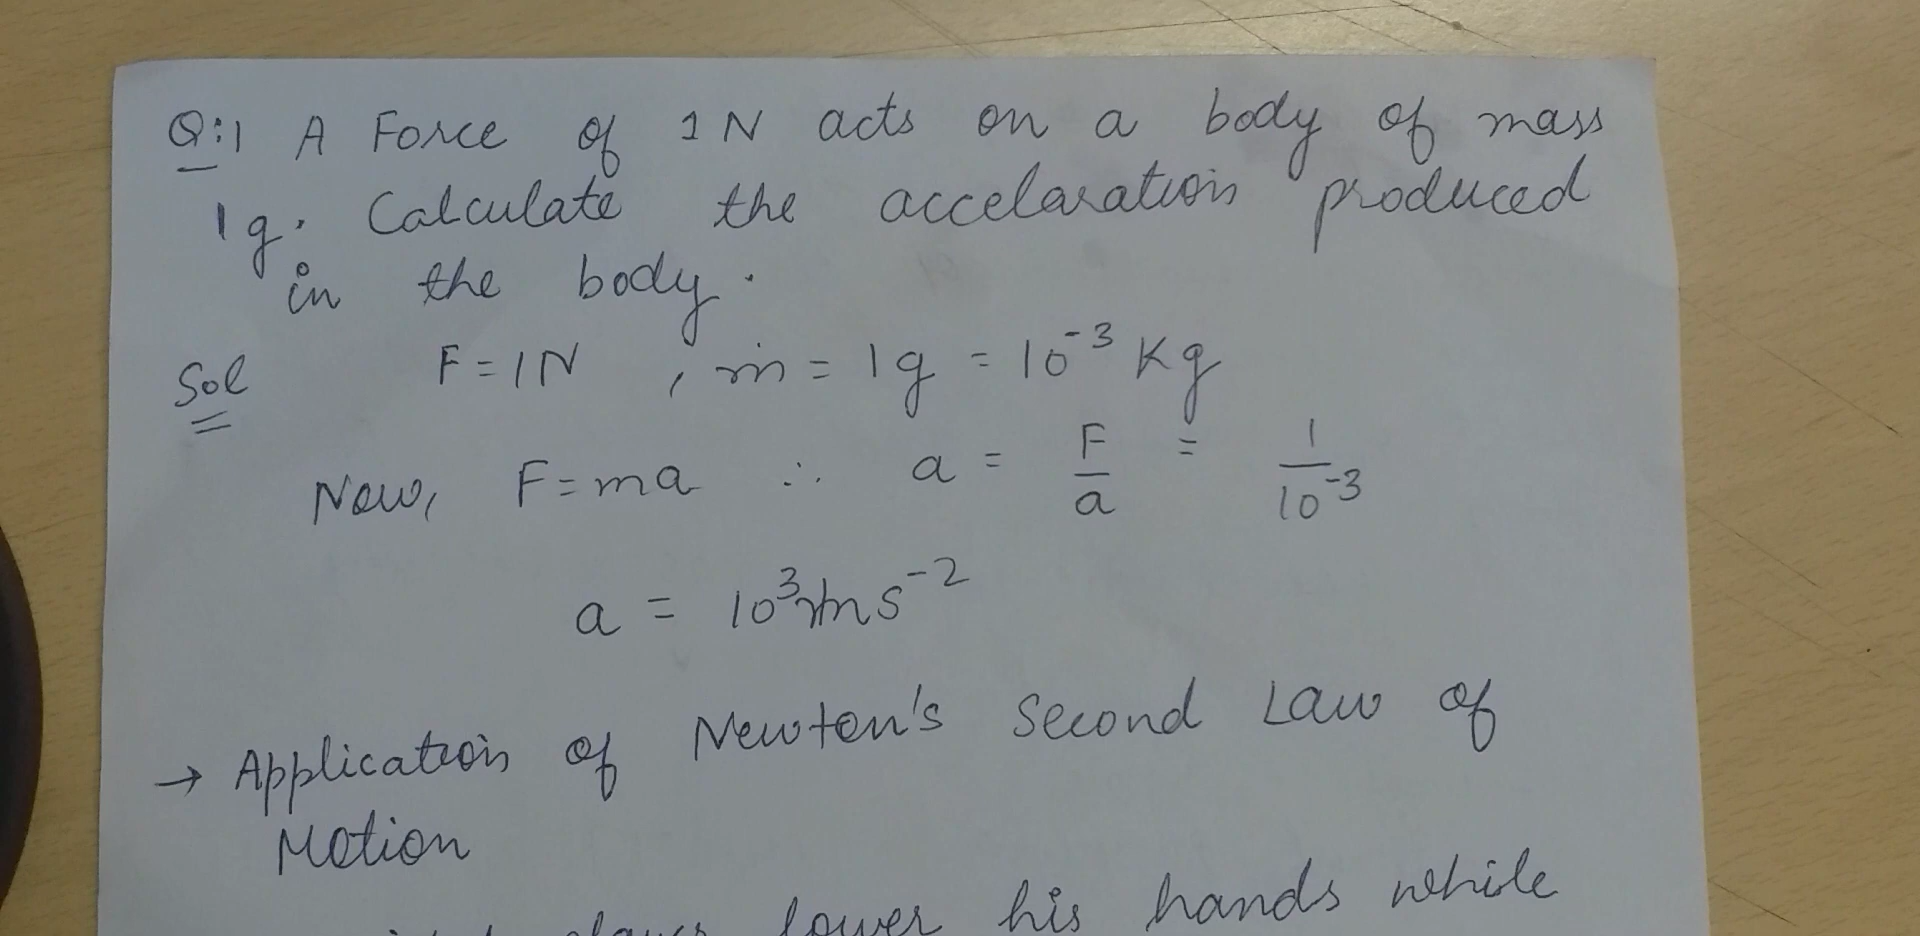 Q:1 A Force of 1N acts on a body of mass
1g. Calculate the accelaration produced
in the body.
Sol F = 1N , m = 1g = 10⁻³ Kg
Now, F = ma ∴ a = F/a = 1/10⁻³
a = 10³ ms⁻²
→ Application of Newton's Second Law of
Motion
lower his hands while